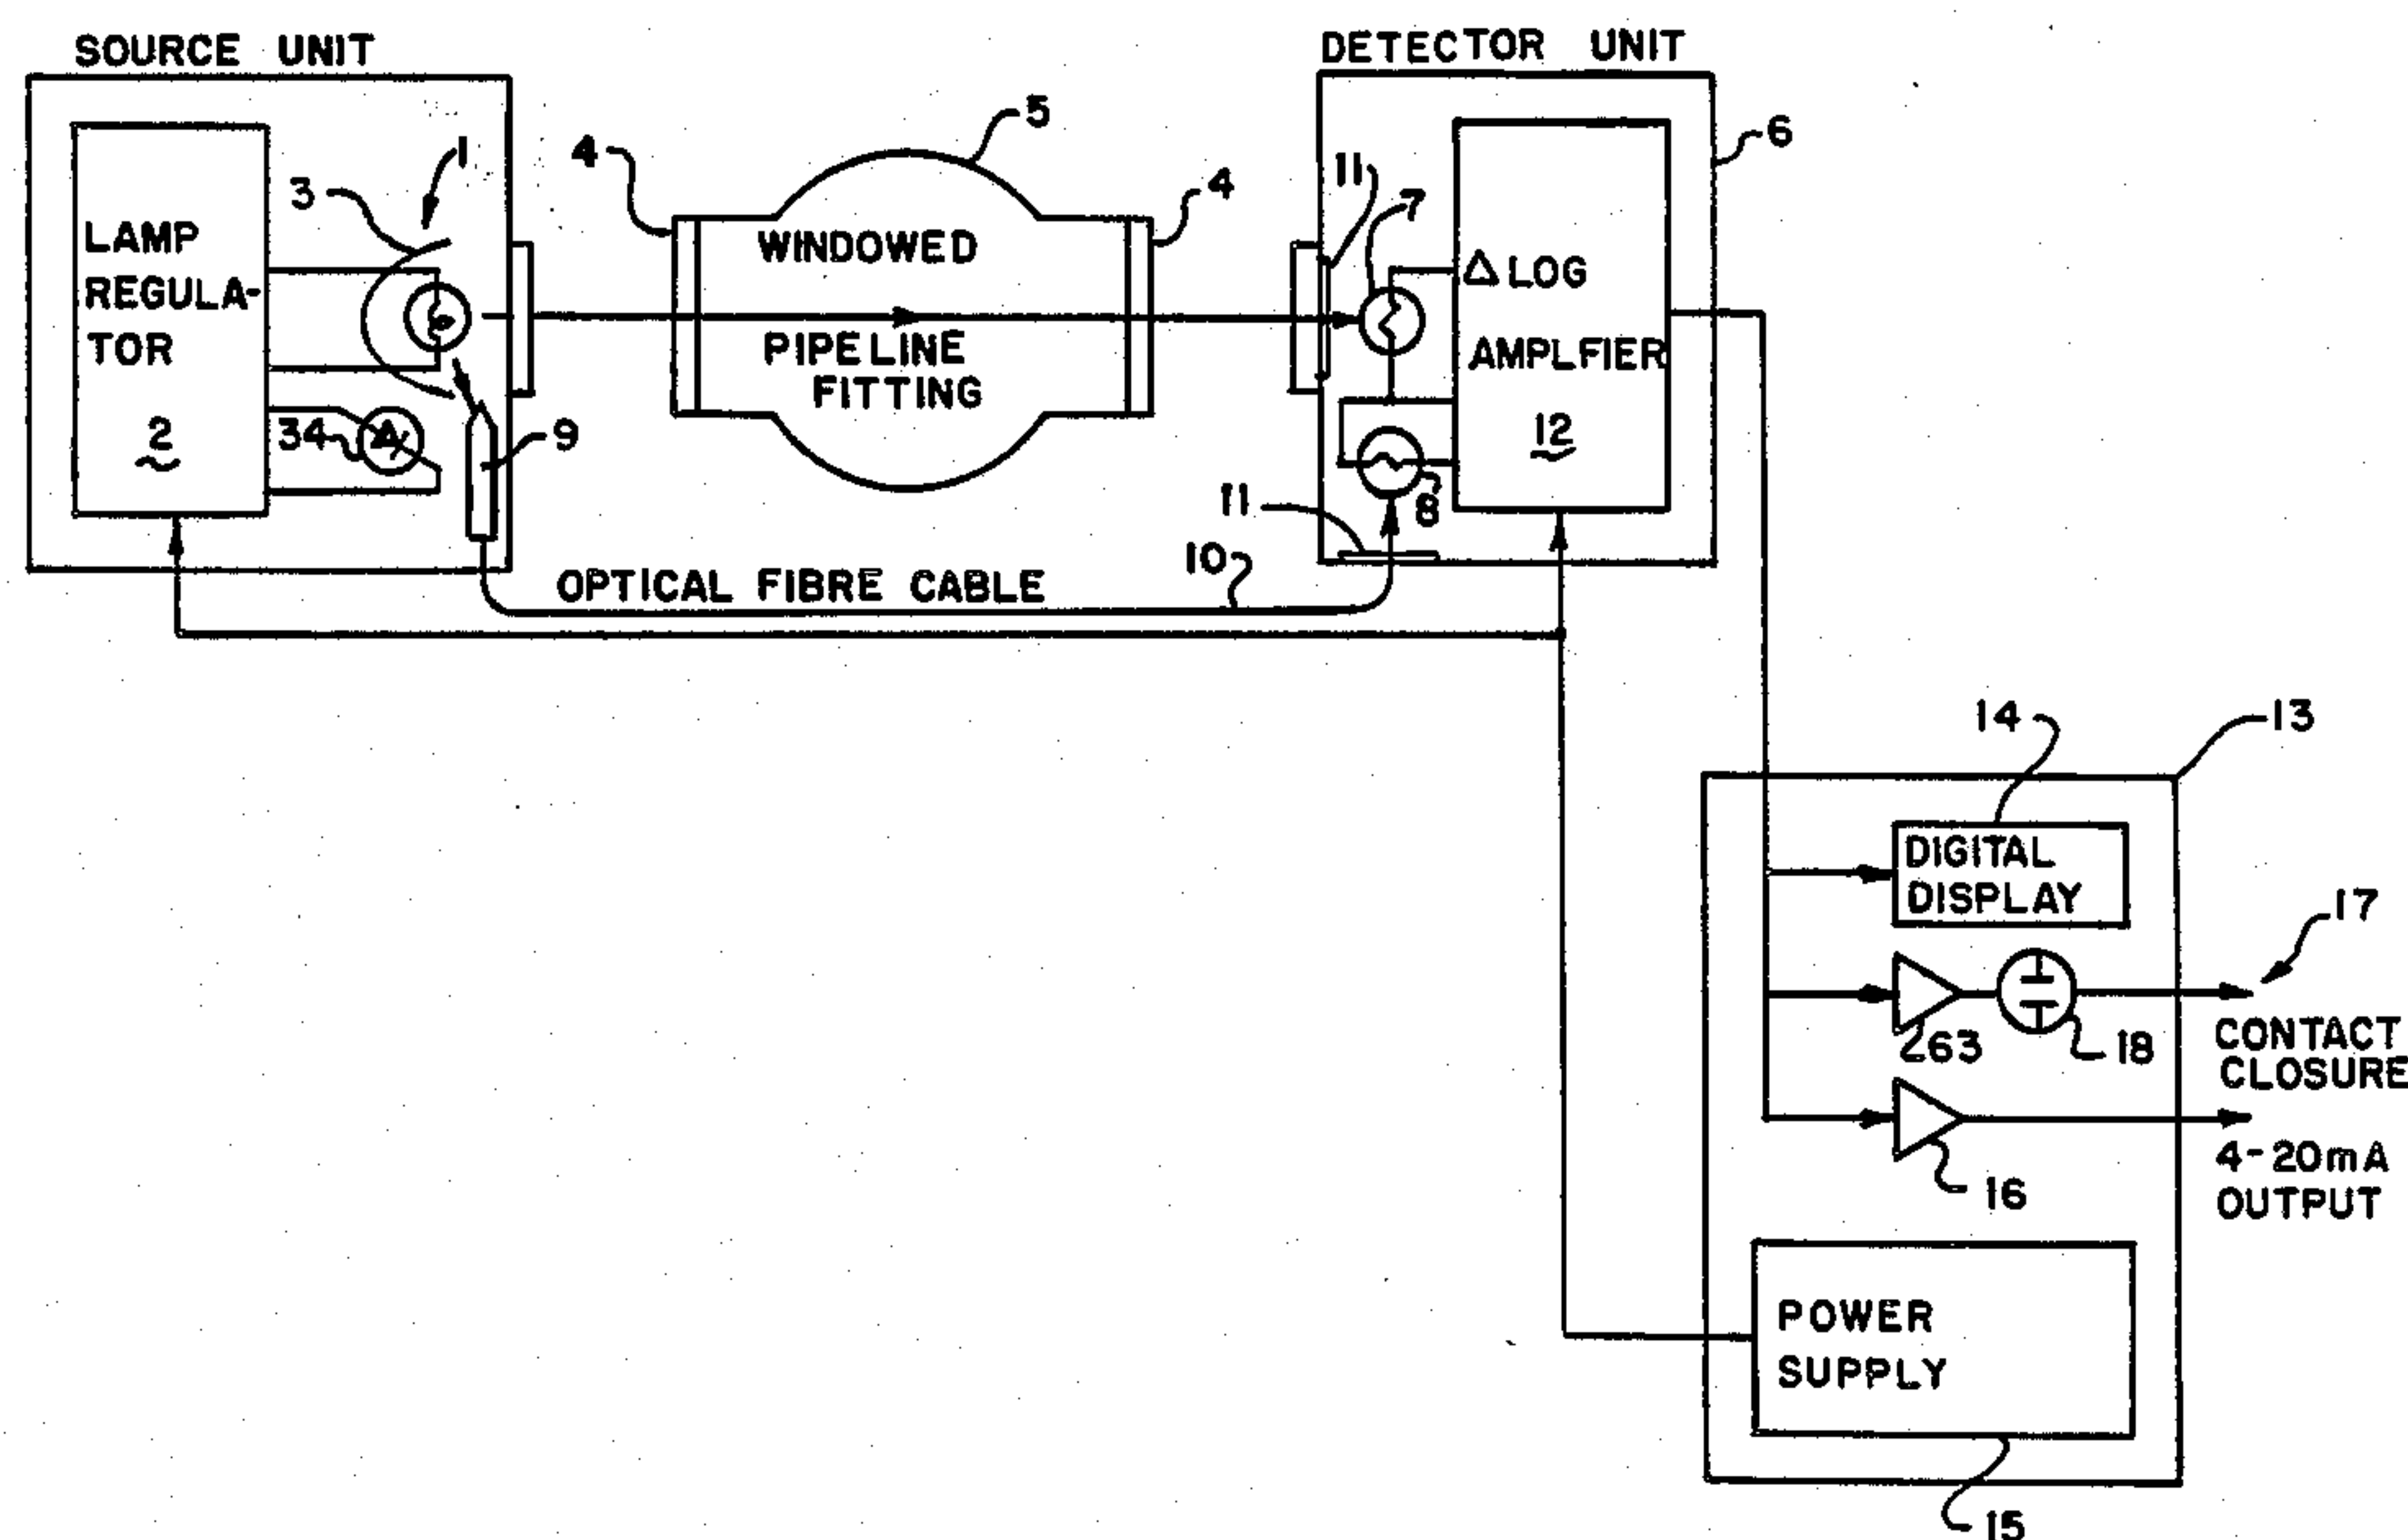 SOURCE UNIT
DETECTOR UNIT
1
3
LAMP
REGULA-
TOR
2
34
9
4
5
4
WINDOWED
PIPELINE
FITTING
OPTICAL FIBRE CABLE
10
11
7
6
Δ LOG
AMPLFIER
12
8
11
14
13
DIGITAL
DISPLAY
17
263
18
CONTACT
CLOSURE
16
4-20mA
OUTPUT
POWER
SUPPLY
15